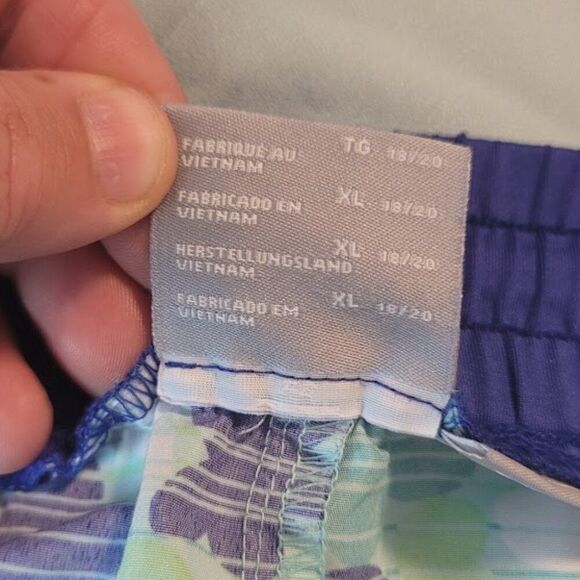 FABRIQUE AU TG 18/20
VIETNAM
FABRICADO EN XL 18/20
VIETNAM
HERSTELLUNGSLAND XL 18/20
VIETNAM
FABRICADO EM XL 18/20
VIETNAM